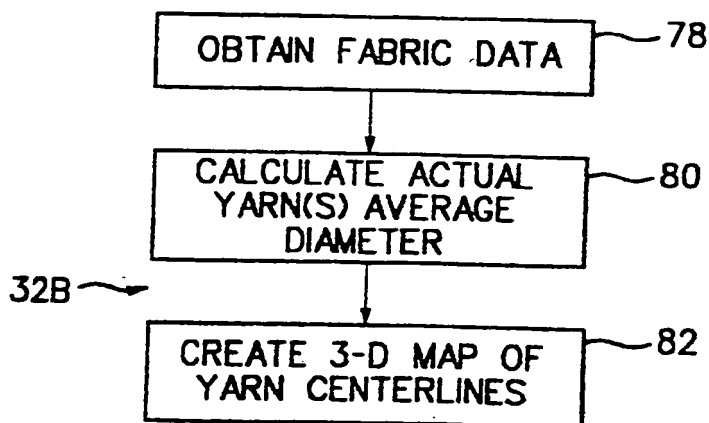 OBTAIN FABRIC DATA
78
CALCULATE ACTUAL
YARN(S) AVERAGE
DIAMETER
80
32B
CREATE 3-D MAP OF
YARN CENTERLINES
82